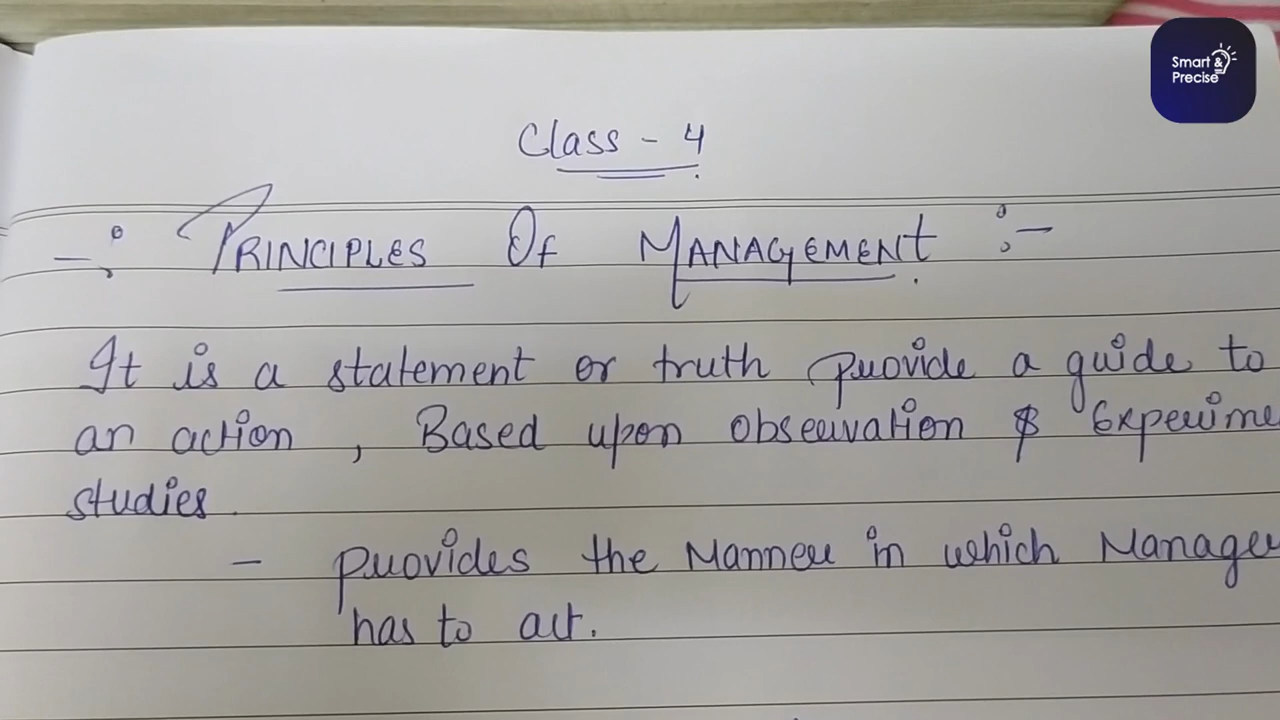 Smart &
Precise
Class - 4
-: PRINCIPLES OF MANAGEMENT :-
It is a statement or truth provide a guide to
an action, Based upon observation & Experime
studies.
- provides the Manner in which Manager
has to act.